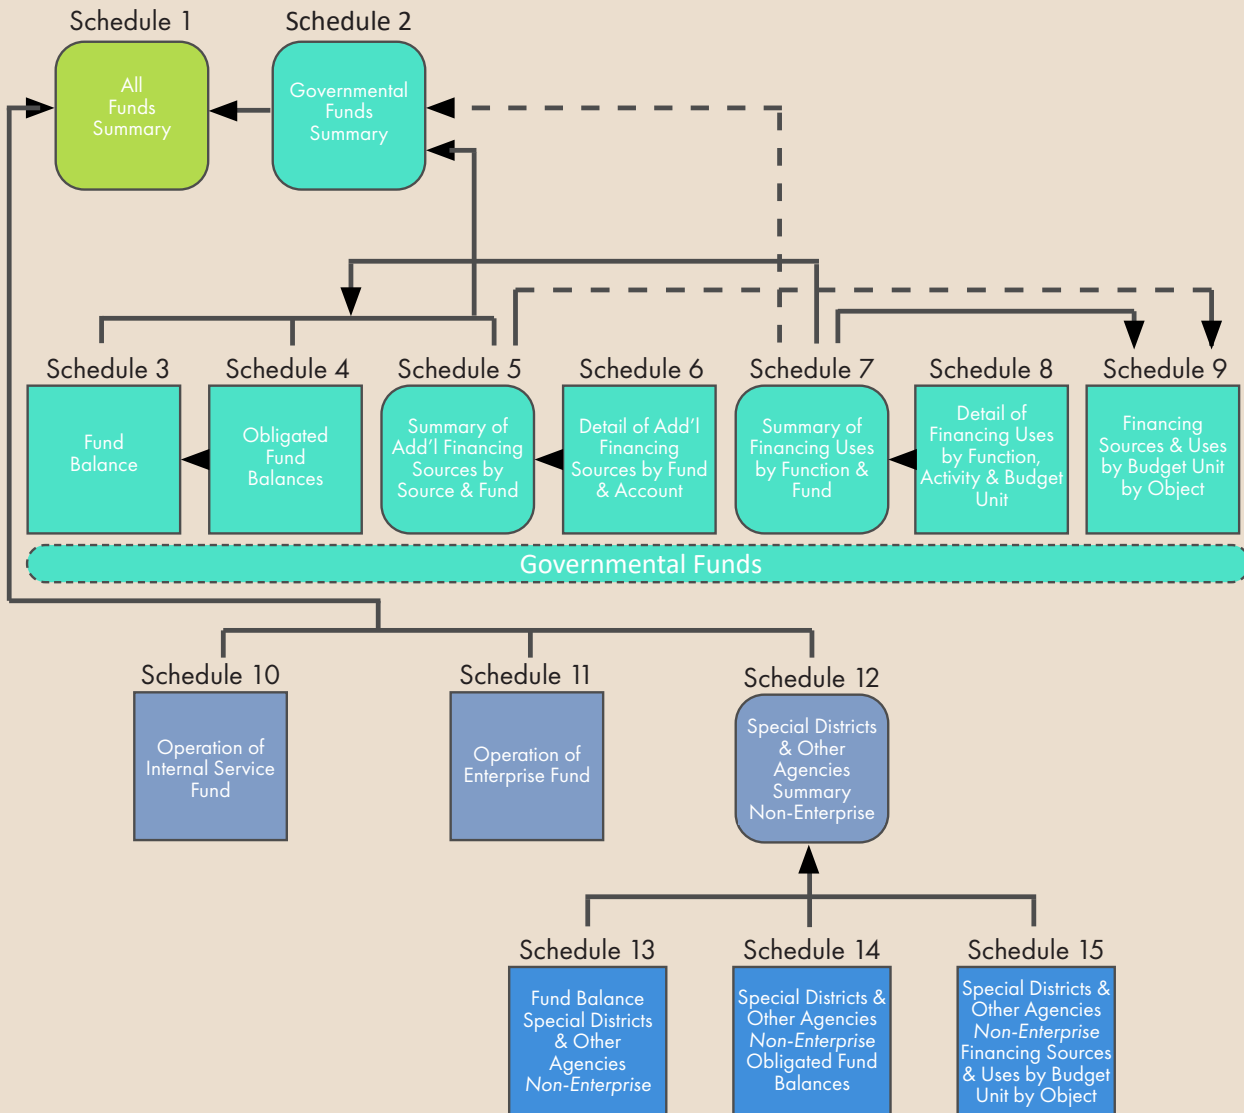 Schedule 1
All
Funds
Summary
Schedule 2
Governmental
Funds
Summary
Schedule 3
Fund
Balance
Schedule 4
Obligated
Fund
Balances
Schedule 5
Summary of
Add'l Financing
Sources by
Source & Fund
Schedule 6
Detail of Add'l
Financing
Sources by Fund
& Account
Schedule 7
Summary of
Financing Uses
by Function &
Fund
Schedule 8
Detail of
Financing Uses
by Function,
Activity & Budget
Unit
Schedule 9
Financing
Sources & Uses
by Budget Unit
by Object
Governmental Funds
Schedule 10
Operation of
Internal Service
Fund
Schedule 11
Operation of
Enterprise Fund
Schedule 12
Special Districts
& Other
Agencies
Summary
Non-Enterprise
Schedule 13
Fund Balance
Special Districts
& Other
Agencies
Non-Enterprise
Schedule 14
Special Districts &
Other Agencies
Non-Enterprise
Obligated Fund
Balances
Schedule 15
Special Districts &
Other Agencies
Non-Enterprise
Financing Sources
& Uses by Budget
Unit by Object